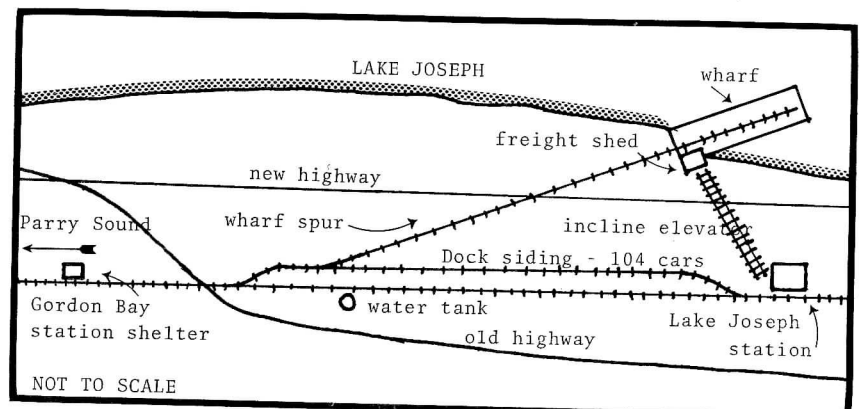 LAKE JOSEPH
wharf
freight shed
new highway
Parry Sound
wharf spur
incline elevator
Dock siding - 104 cars
Gordon Bay
station shelter
water tank
old highway
Lake Joseph
station
NOT TO SCALE